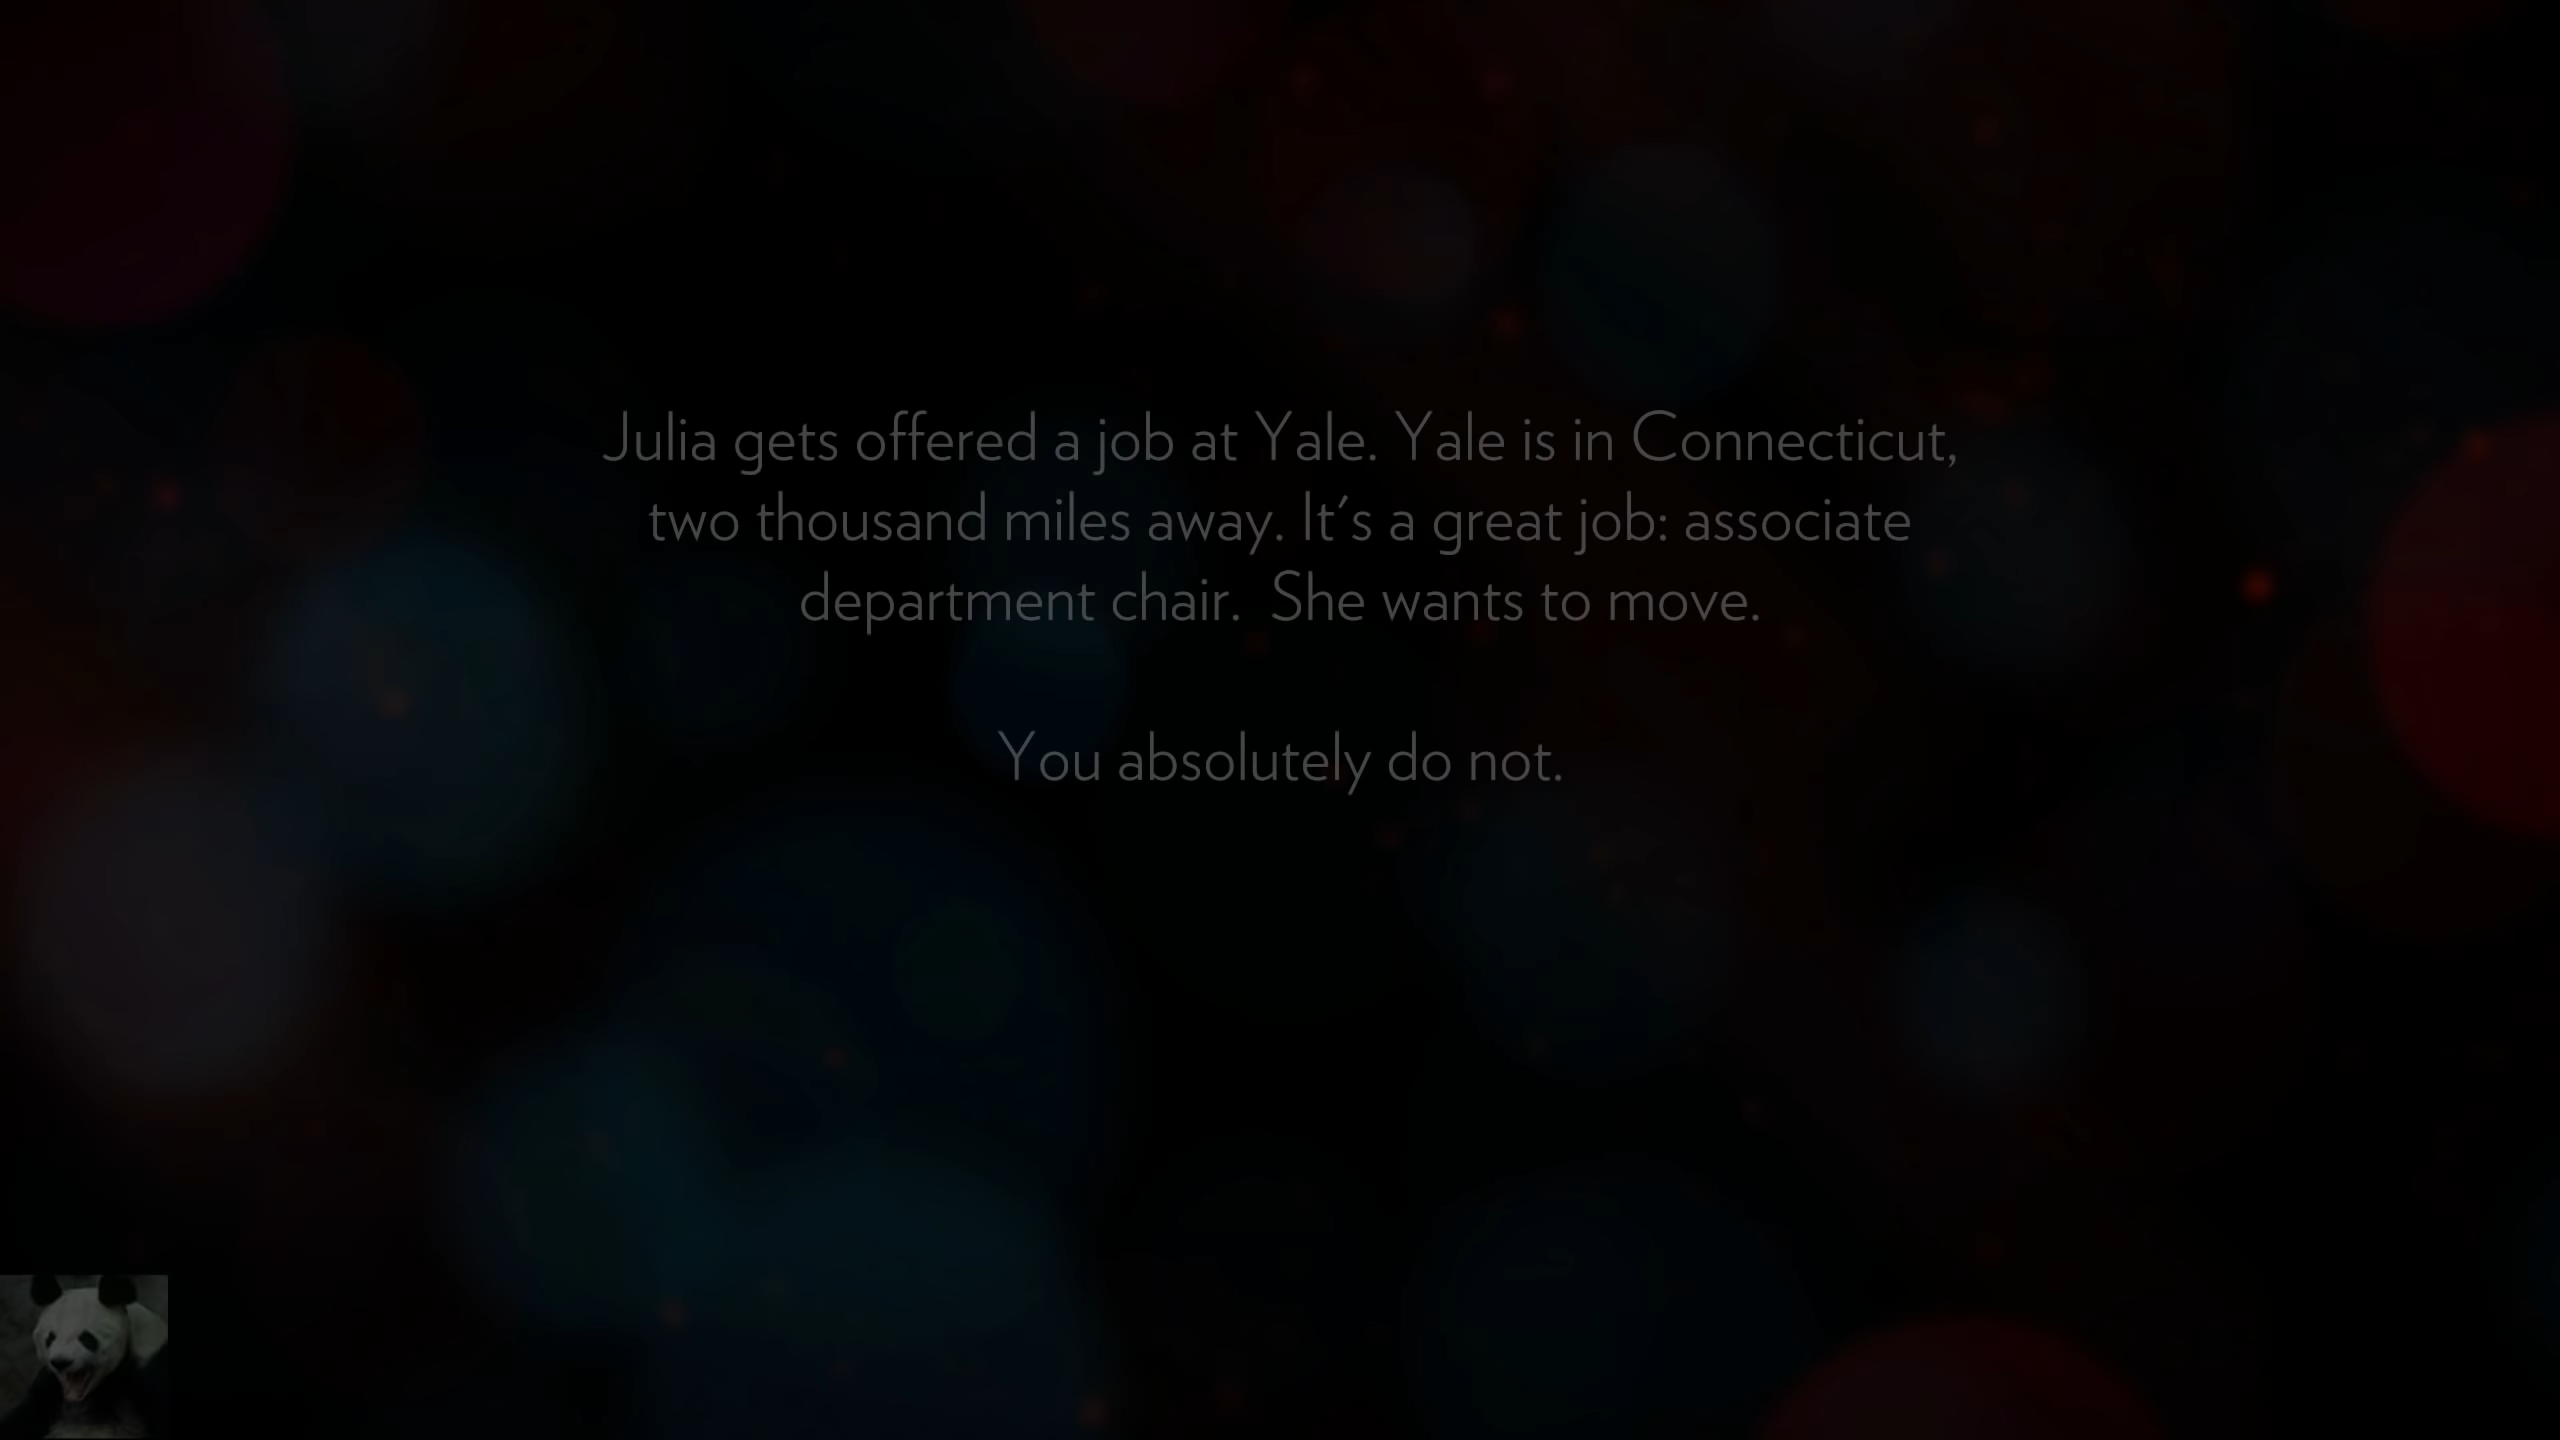 Julia gets offered a job at Yale. Yale is in Connecticut,
two thousand miles away. It's a great job: associate
department chair.  She wants to move.
You absolutely do not.